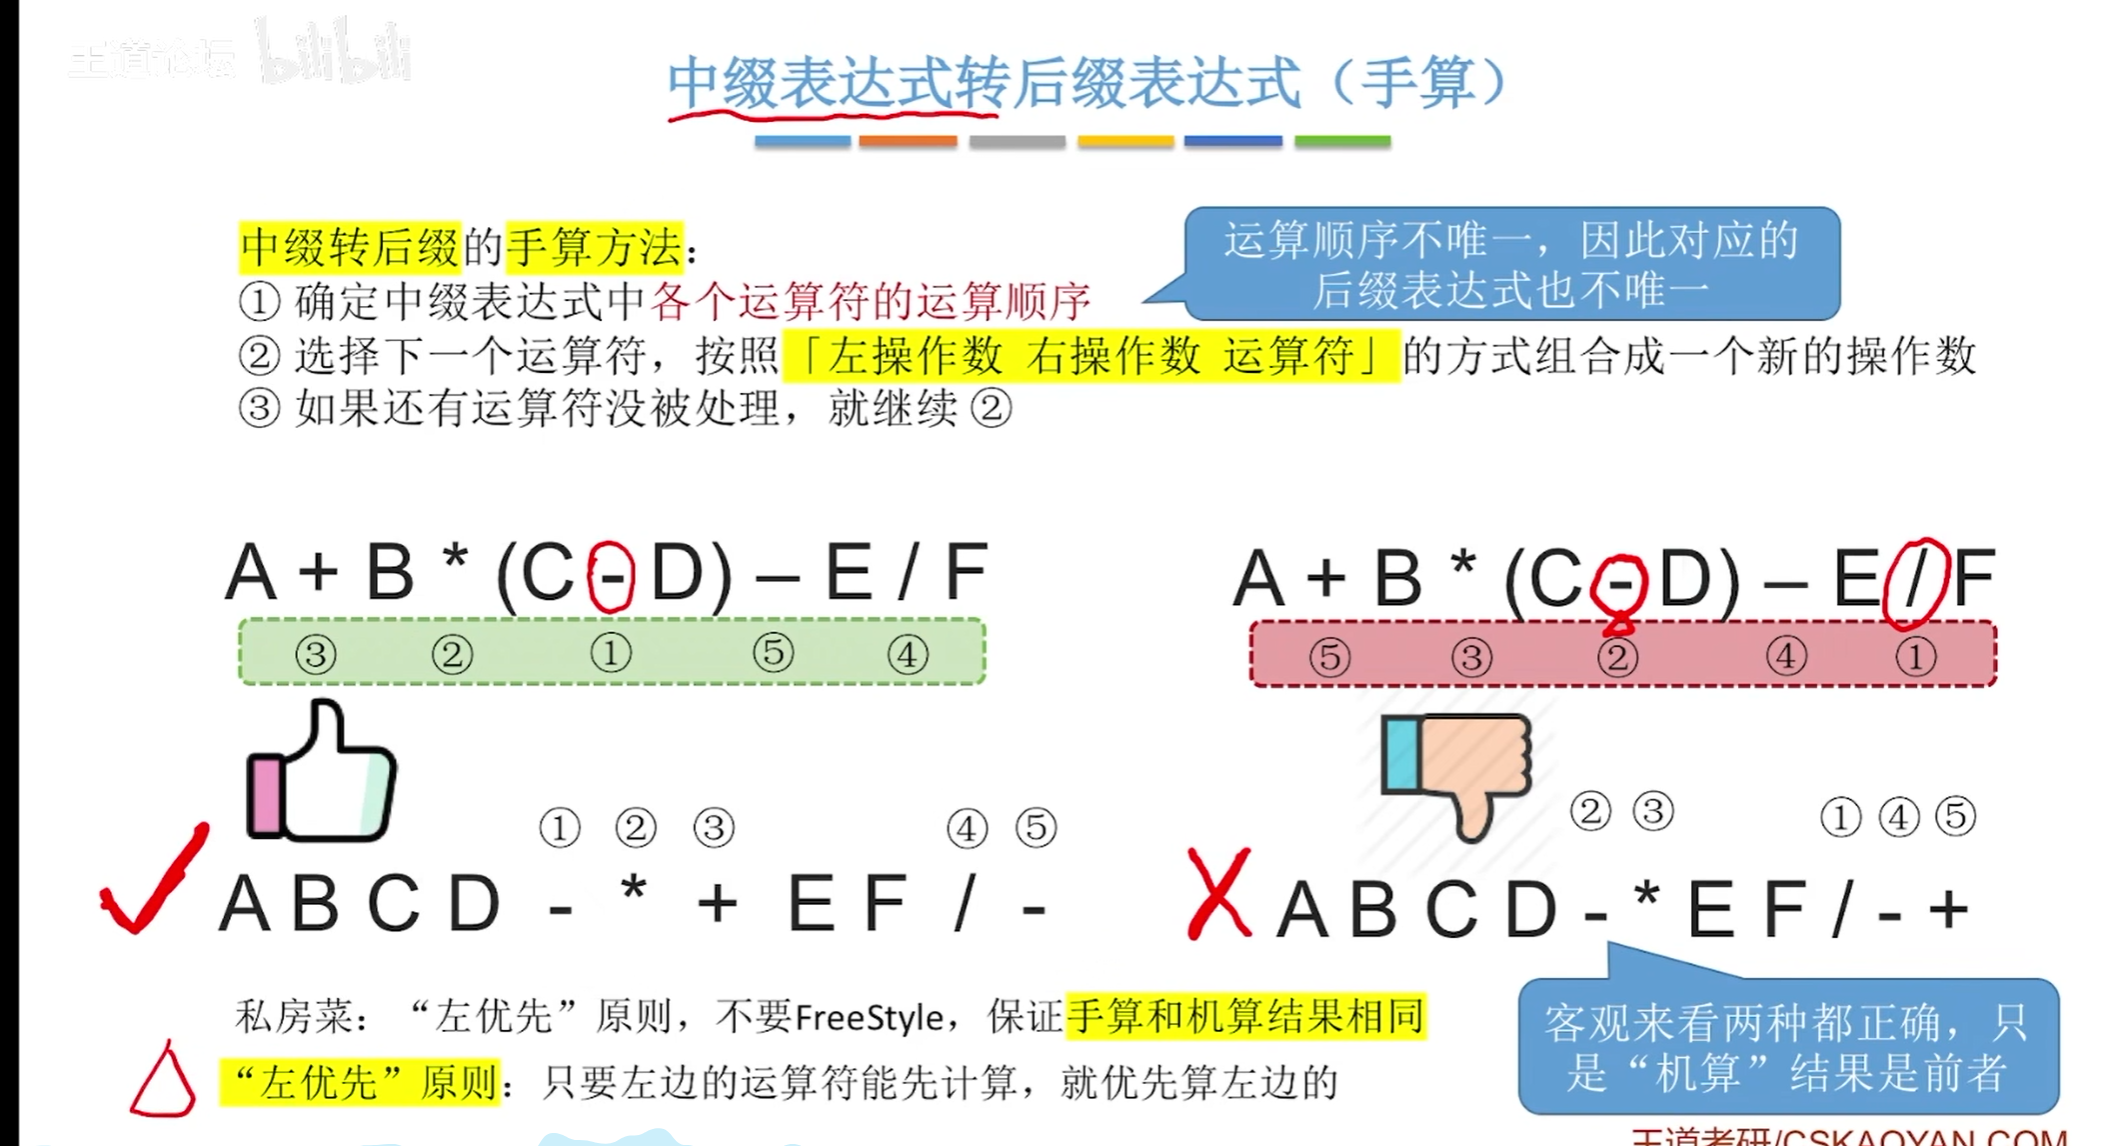 王道论坛 bilibili
中缀表达式转后缀表达式（手算）
中缀转后缀的手算方法：
① 确定中缀表达式中各个运算符的运算顺序
② 选择下一个运算符，按照「左操作数 右操作数 运算符」的方式组合成一个新的操作数
③ 如果还有运算符没被处理，就继续 ②
运算顺序不唯一，因此对应的
后缀表达式也不唯一
A + B * (C - D) – E / F
③ ② ① ⑤ ④
① ② ③ ④ ⑤
A B C D - * + E F / -
A + B * (C - D) – E / F
⑤ ③ ② ④ ①
② ③ ① ④ ⑤
A B C D - * E F / - +
私房菜：“左优先”原则，不要FreeStyle，保证手算和机算结果相同
“左优先”原则：只要左边的运算符能先计算，就优先算左边的
客观来看两种都正确，只
是“机算”结果是前者
王道考研/CSKAOYAN.COM